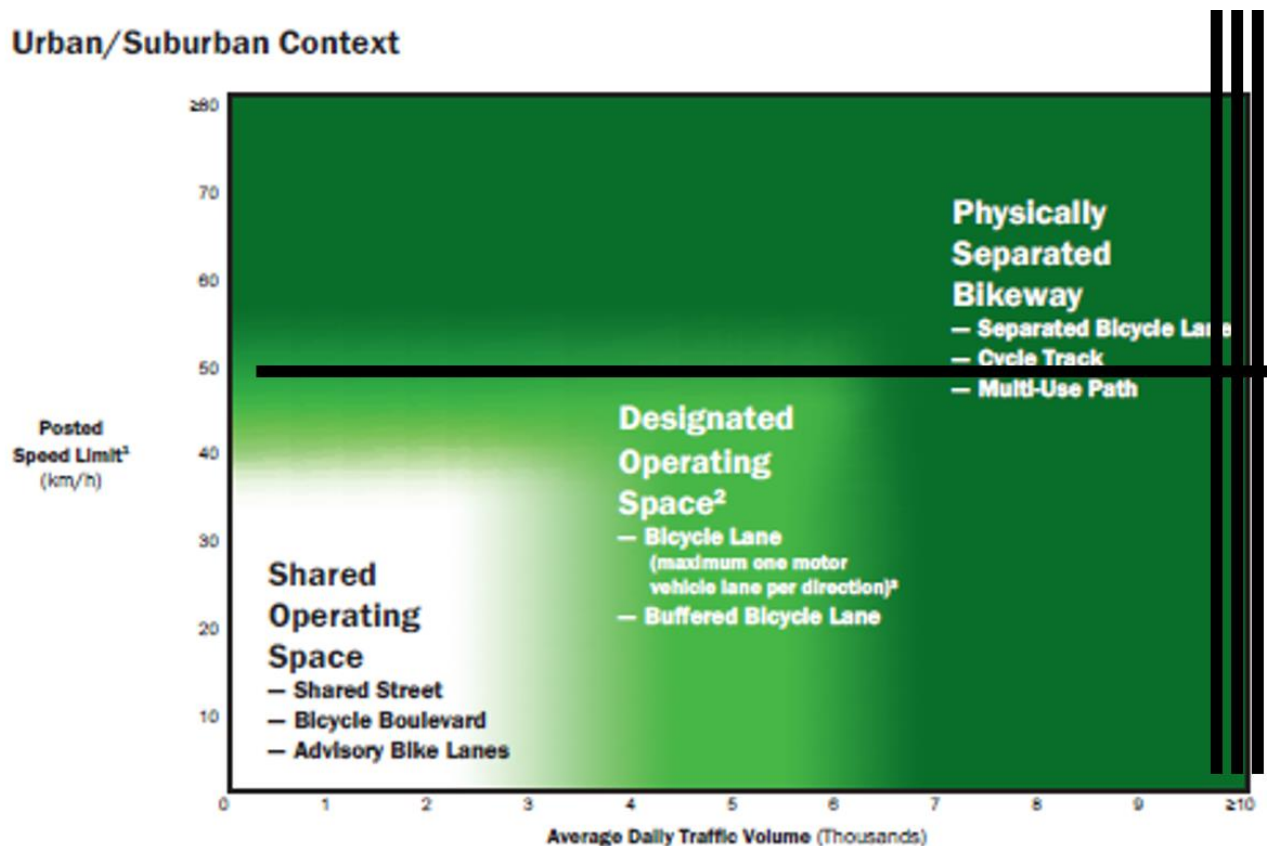 Urban/Suburban Context
≥80
70
60
50
40
30
20
10
Posted
Speed Limit¹
(km/h)
Physically
Separated
Bikeway
— Separated Bicycle Lane
— Cycle Track
— Multi-Use Path
Designated
Operating
Space²
— Bicycle Lane
(maximum one motor
vehicle lane per direction)³
— Buffered Bicycle Lane
Shared
Operating
Space
— Shared Street
— Bicycle Boulevard
— Advisory Bike Lanes
0 1 2 3 4 5 6 7 8 9 ≥10
Average Daily Traffic Volume (Thousands)